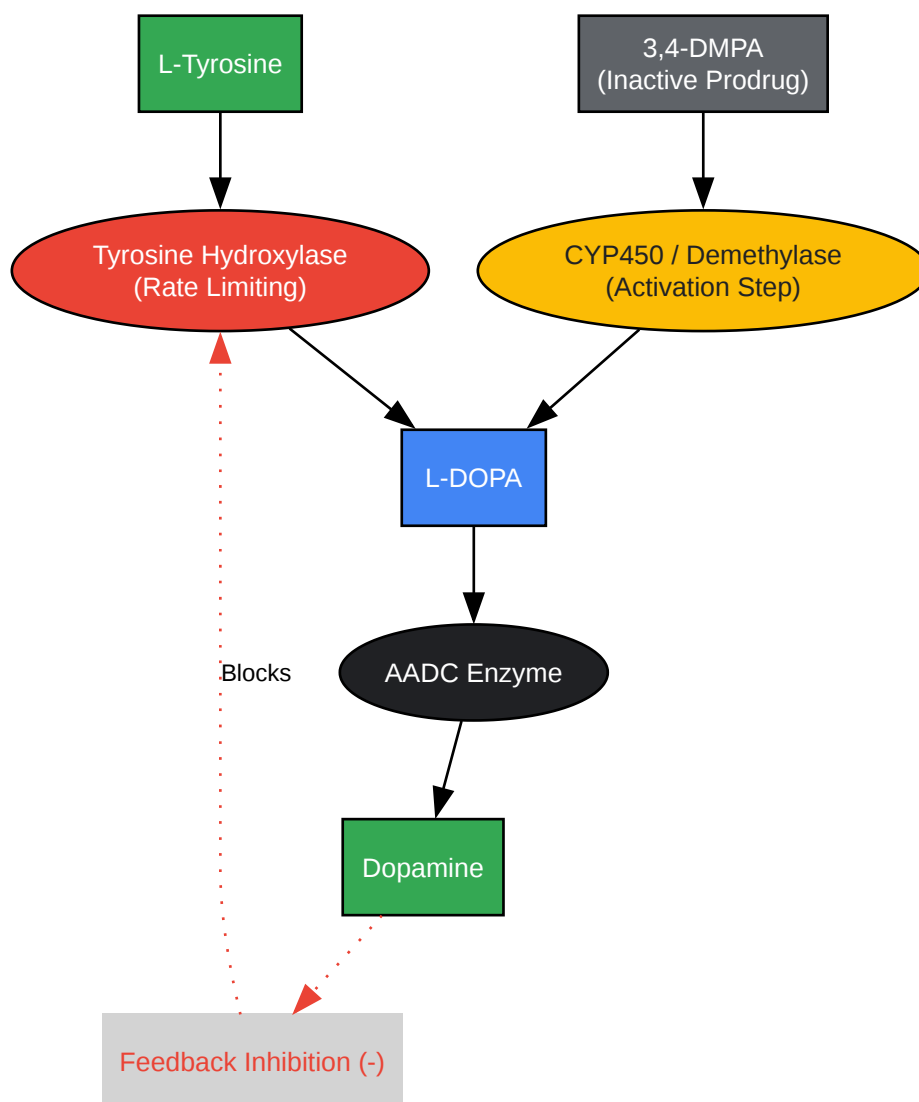 L-Tyrosine
3,4-DMPA
(Inactive Prodrug)
Tyrosine Hydroxylase
(Rate Limiting)
CYP450 / Demethylase
(Activation Step)
L-DOPA
Blocks
AADC Enzyme
Dopamine
Feedback Inhibition (-)